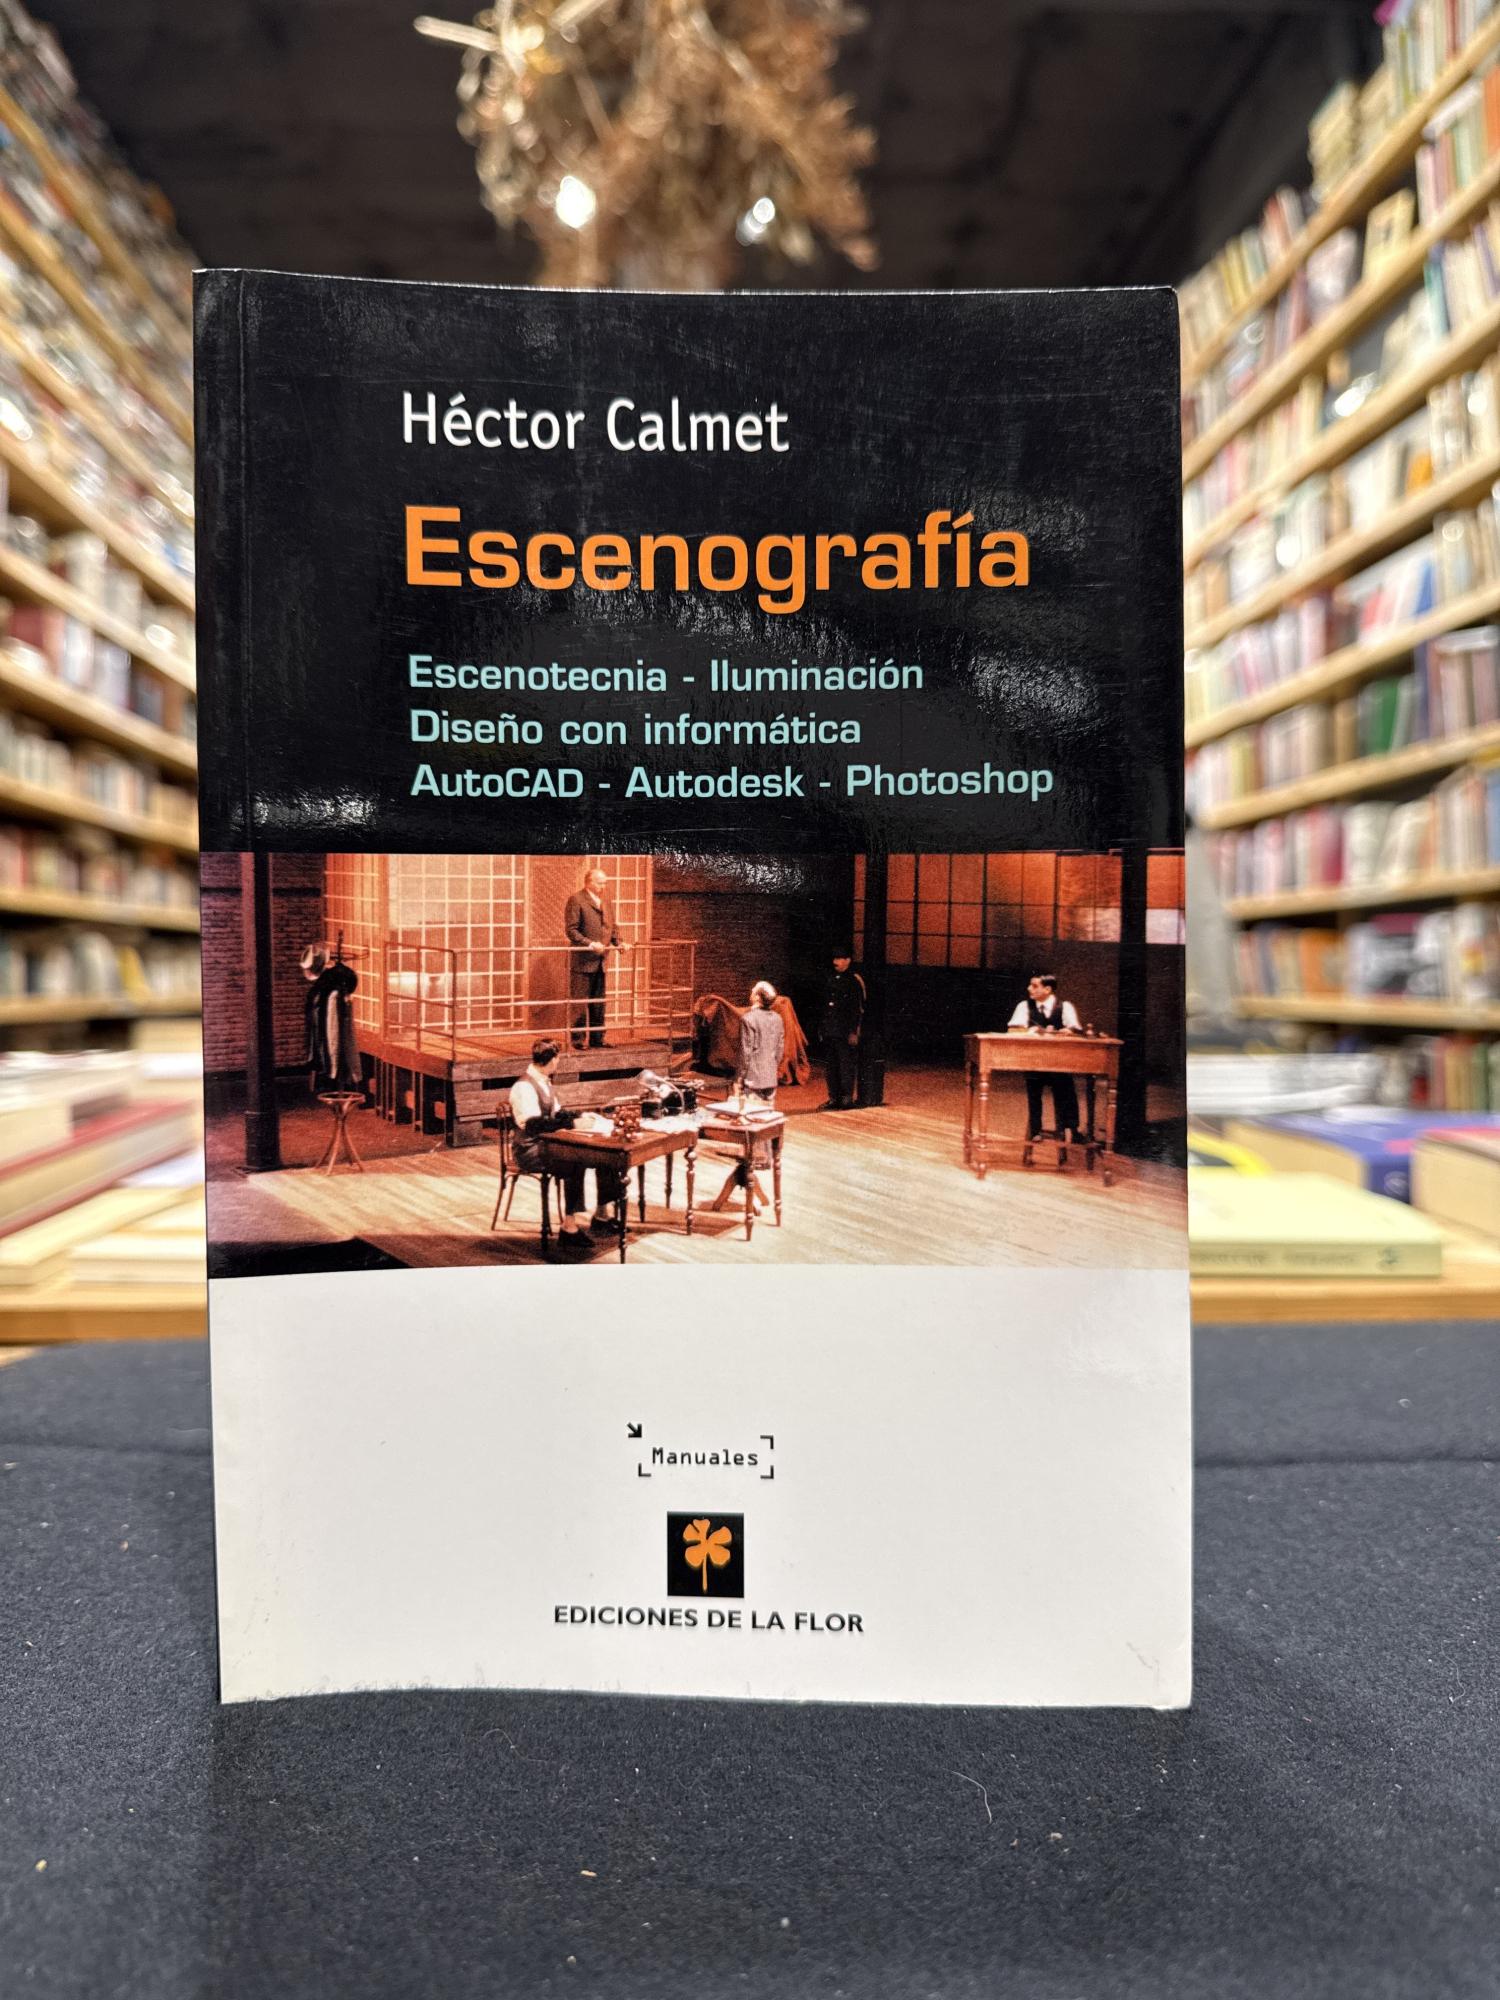 Héctor Calmet
Escenografía
Escenotecnia - Iluminación
Diseño con informática
AutoCAD - Autodesk - Photoshop
Manuales
EDICIONES DE LA FLOR